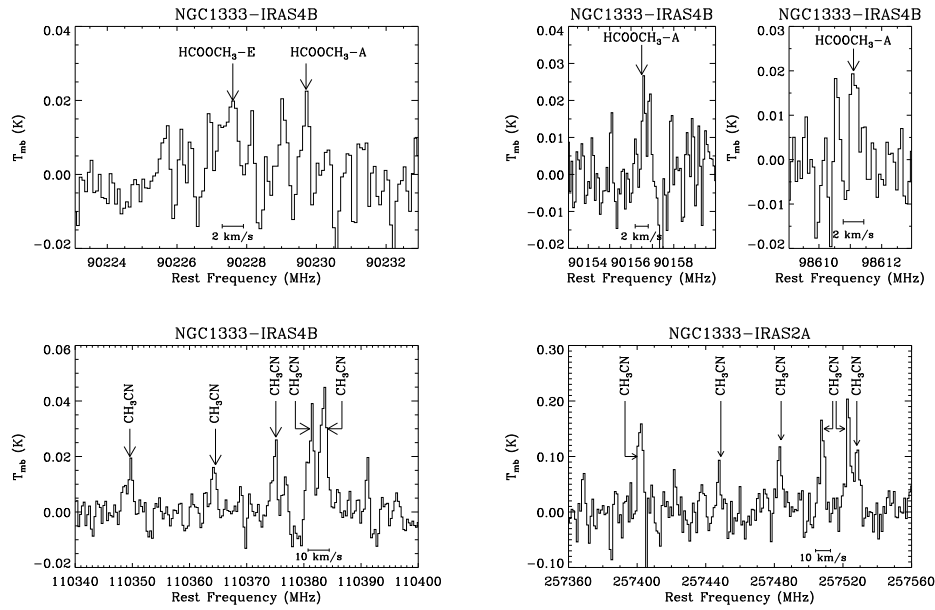 NGC1333-IRAS4B
HCOOCH₃-E
HCOOCH₃-A
0.04
0.02
0.00
-0.02
T_mb (K)
2 km/s
90224
90226
90228
90230
90232
Rest Frequency (MHz)
NGC1333-IRAS4B
HCOOCH₃-A
0.04
0.03
0.02
0.01
0.00
-0.01
-0.02
T_mb (K)
2 km/s
90154
90156
90158
Rest Frequency (MHz)
NGC1333-IRAS4B
HCOOCH₃-A
0.03
0.02
0.01
0.00
-0.01
-0.02
T_mb (K)
2 km/s
98610
98612
Rest Frequency (MHz)
NGC1333-IRAS4B
CH₃CN
CH₃CN
CH₃CN
CH₃CN
CH₃CN
0.06
0.04
0.02
0.00
-0.02
T_mb (K)
10 km/s
110340
110350
110360
110370
110380
110390
110400
Rest Frequency (MHz)
NGC1333-IRAS2A
CH₃CN
CH₃CN
CH₃CN
CH₃CN
CH₃CN
0.30
0.20
0.10
0.00
-0.10
T_mb (K)
10 km/s
257360
257400
257440
257480
257520
257560
Rest Frequency (MHz)